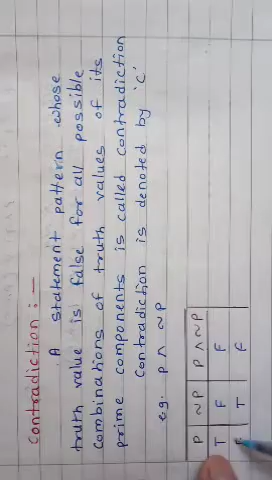 Contradiction :-
A statement pattern whose
truth value is false for all possible
combinations of truth values of its
prime components is called contradiction
Contradiction is denoted by 'c'
eg. p ∧ ~p
P ~P P ∧ ~P
T F F
F T F